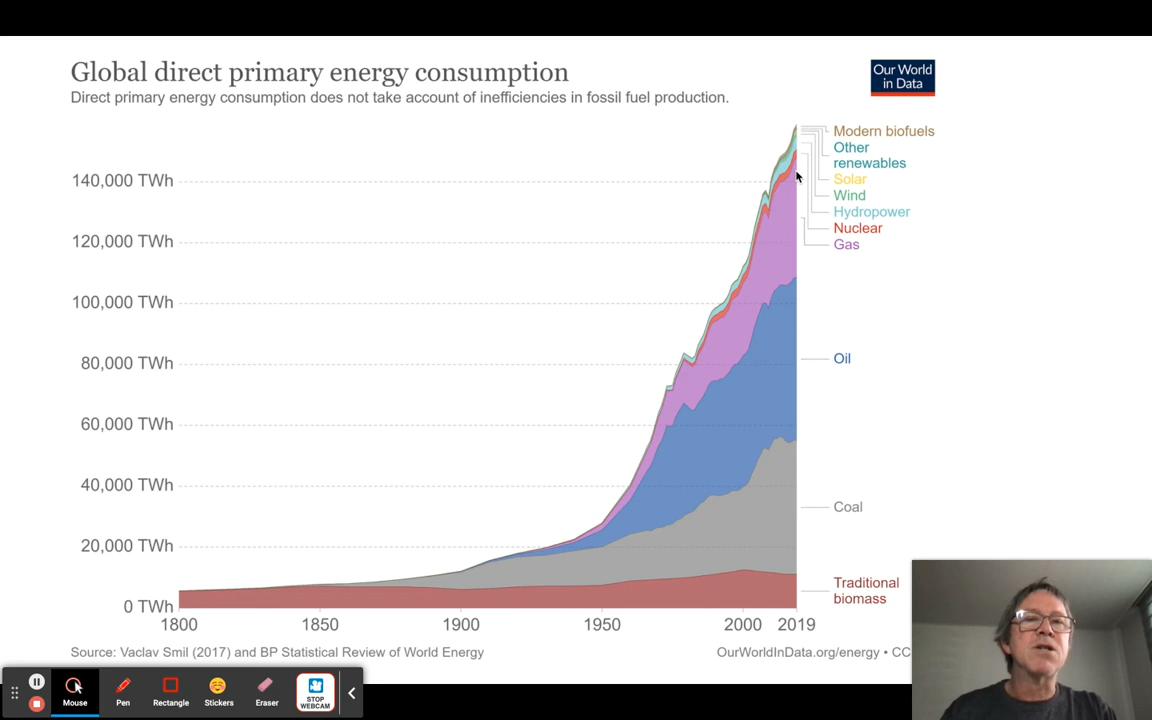 Global direct primary energy consumption
Direct primary energy consumption does not take account of inefficiencies in fossil fuel production.
Our World
in Data
Modern biofuels
Other
renewables
Solar
Wind
Hydropower
Nuclear
Gas
Oil
Coal
Traditional
biomass
140,000 TWh
120,000 TWh
100,000 TWh
80,000 TWh
60,000 TWh
40,000 TWh
20,000 TWh
0 TWh
1800 1850 1900 1950 2000 2019
Source: Vaclav Smil (2017) and BP Statistical Review of World Energy
OurWorldInData.org/energy • CC
Mouse Pen Rectangle Stickers Eraser
STOP
WEBCAM